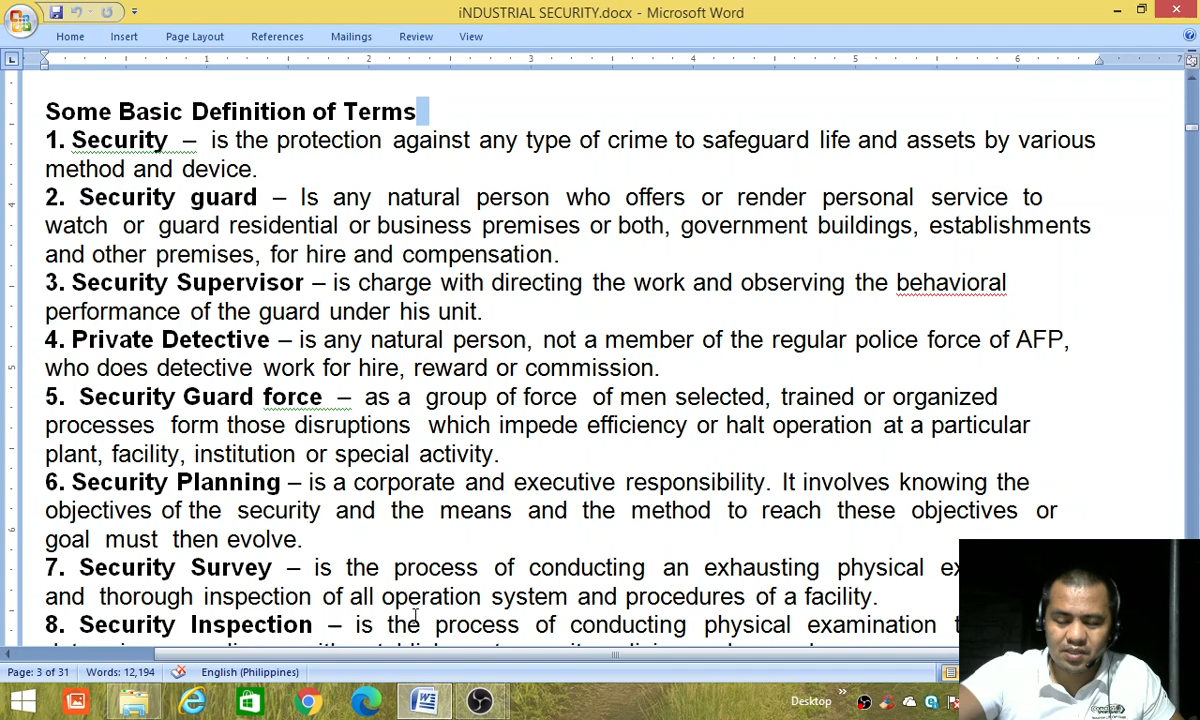 iNDUSTRIAL SECURITY.docx - Microsoft Word
Home Insert Page Layout References Mailings Review View
1 2 3 4 5 6 7
Some Basic Definition of Terms
1. Security – is the protection against any type of crime to safeguard life and assets by various
method and device.
2. Security guard – Is any natural person who offers or render personal service to
watch or guard residential or business premises or both, government buildings, establishments
and other premises, for hire and compensation.
3. Security Supervisor – is charge with directing the work and observing the behavioral
performance of the guard under his unit.
4. Private Detective – is any natural person, not a member of the regular police force of AFP,
who does detective work for hire, reward or commission.
5. Security Guard force – as a group of force of men selected, trained or organized
processes form those disruptions which impede efficiency or halt operation at a particular
plant, facility, institution or special activity.
6. Security Planning – is a corporate and executive responsibility. It involves knowing the
objectives of the security and the means and the method to reach these objectives or
goal must then evolve.
7. Security Survey – is the process of conducting an exhausting physical
and thorough inspection of all operation system and procedures of a facility.
8. Security Inspection – is the process of conducting physical examination
Page: 3 of 31 Words: 12,194 English (Philippines)
Desktop